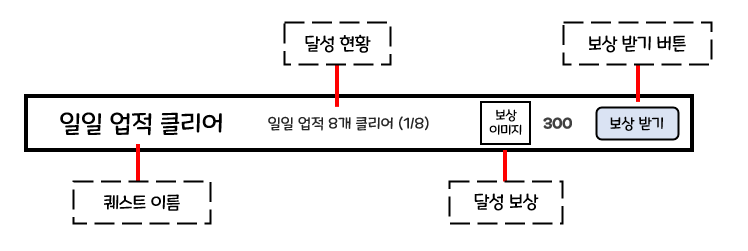 달성 현황
보상 받기 버튼
일일 업적 클리어
일일 업적 8개 클리어 (1/8)
보상
이미지
300
보상 받기
퀘스트 이름
달성 보상